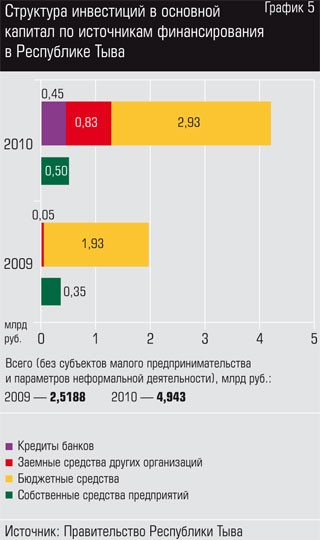 Структура инвестиций в основной
График 5
капитал по источникам финансирования
в Республике Тыва
0,45
2010
0,83
2,93
0,50
0,05
2009
1,93
0,35
млрд
руб.
0 1 2 3 4 5
Всего (без субъектов малого предпринимательства
и параметров неформальной деятельности), млрд руб.:
2009 — 2,5188 2010 — 4,943
Кредиты банков
Заемные средства других организаций
Бюджетные средства
Собственные средства предприятий
Источник: Правительство Республики Тыва